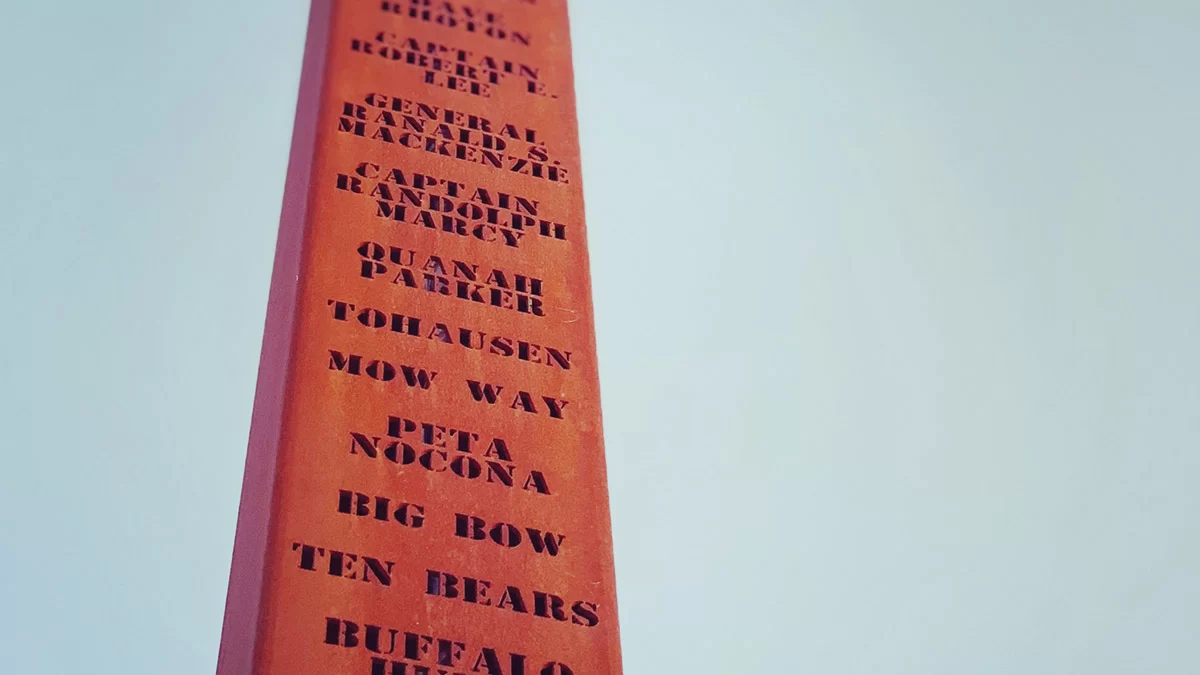 DAVE
RHOTON
CAPTAIN
ROBERT E.
LEE
GENERAL
RANALD S.
MACKENZIE
CAPTAIN
RANDOLPH
MARCY
QUANAH
PARKER
TOHAUSEN
MOW WAY
PETA
NOCONA
BIG BOW
TEN BEARS
BUFFALO